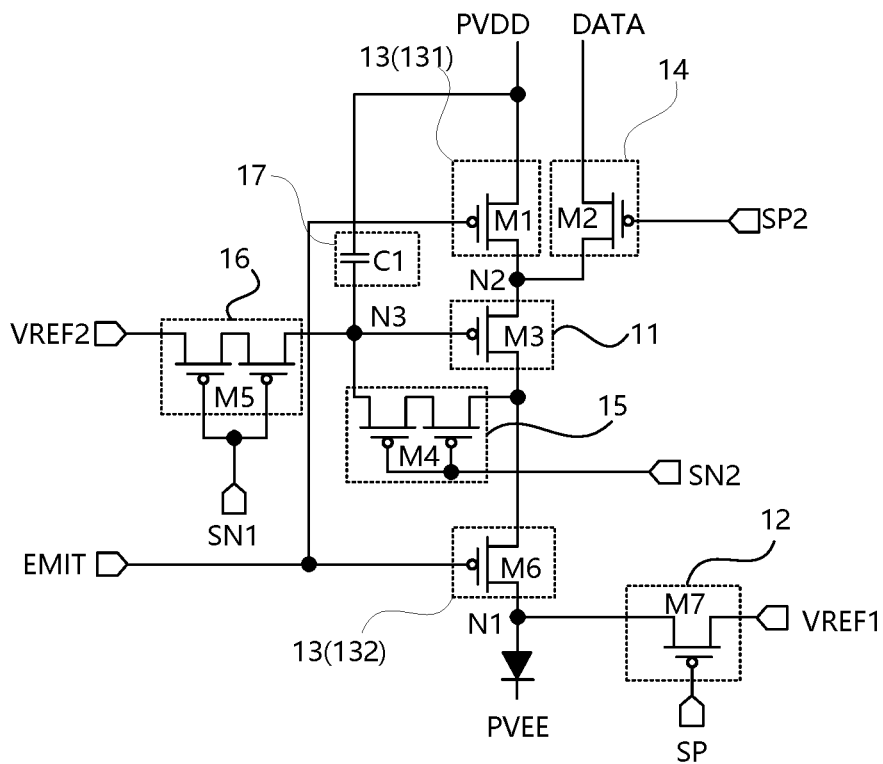 PVDD
DATA
13(131)
14
17
M1
M2
SP2
16
C1
N2
VREF2
N3
M3
11
M5
15
M4
SN2
SN1
12
EMIT
M6
M7
N1
VREF1
13(132)
PVEE
SP